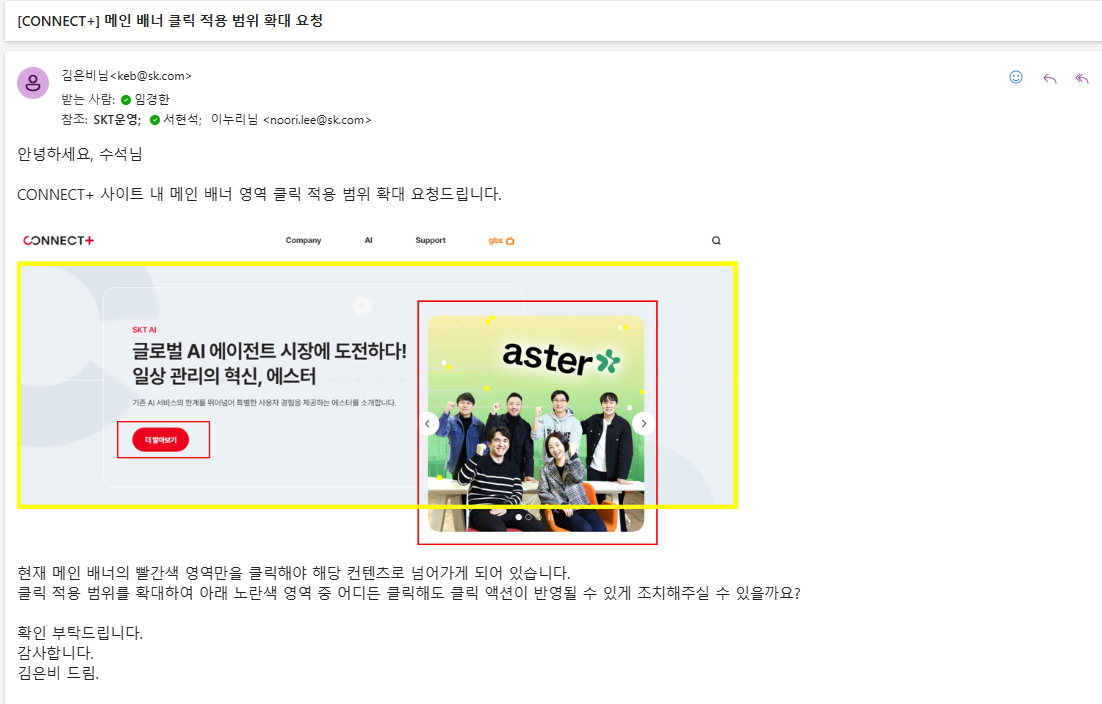 [CONNECT+] 메인 배너 클릭 적용 범위 확대 요청
김은비님<keb@sk.com>
받는 사람: 임경한
참조: SKT운영; 서현석; 이누리님 <noori.lee@sk.com>
안녕하세요, 수석님
CONNECT+ 사이트 내 메인 배너 영역 클릭 적용 범위 확대 요청드립니다.
CONNECT+ Company AI Support gbs
SKT AI
글로벌 AI 에이전트 시장에 도전하다!
일상 관리의 혁신, 에스터
기존 AI 서비스의 한계를 뛰어넘어 특별한 사용자 경험을 제공하는 에스터를 소개합니다.
더 알아보기
aster
현재 메인 배너의 빨간색 영역만을 클릭해야 해당 컨텐츠로 넘어가게 되어 있습니다.
클릭 적용 범위를 확대하여 아래 노란색 영역 중 어디든 클릭해도 클릭 액션이 반영될 수 있게 조치해주실 수 있을까요?
확인 부탁드립니다.
감사합니다.
김은비 드림.